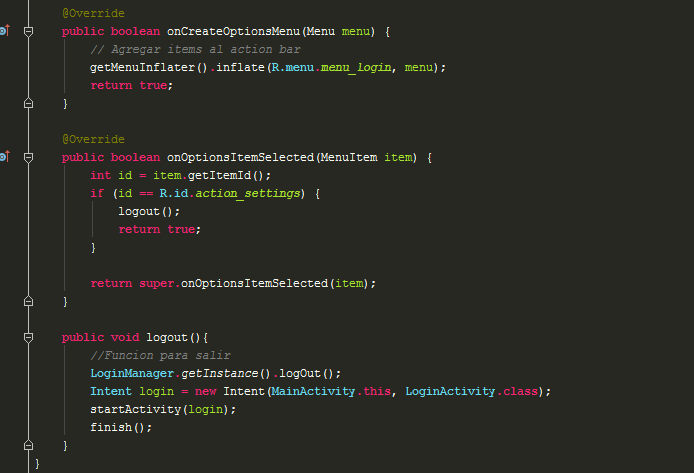 @Override
public boolean onCreateOptionsMenu(Menu menu) {
// Agregar items al action bar
getMenuInflater().inflate(R.menu.menu_login, menu);
return true;
}
@Override
public boolean onOptionsItemSelected(MenuItem item) {
int id = item.getItemId();
if (id == R.id.action_settings) {
logout();
return true;
}
return super.onOptionsItemSelected(item);
}
public void logout(){
//Funcion para salir
LoginManager.getInstance().logOut();
Intent login = new Intent(MainActivity.this, LoginActivity.class);
startActivity(login);
finish();
}
}